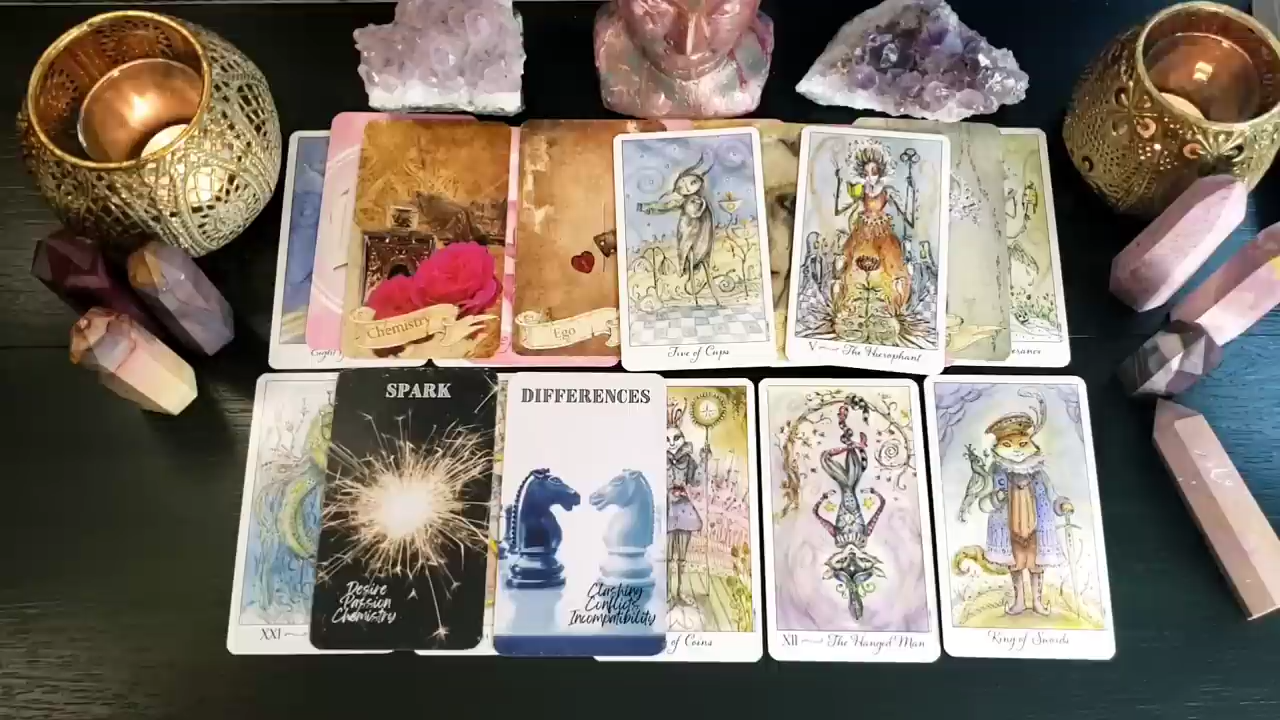 Chemistry
Ego
Five of Cups
V The Hierophant
SPARK
Desire
Passion
Chemistry
DIFFERENCES
Clashing
Conflicts
Incompatibility
XXI
of Coins
XII The Hanged Man
King of Swords